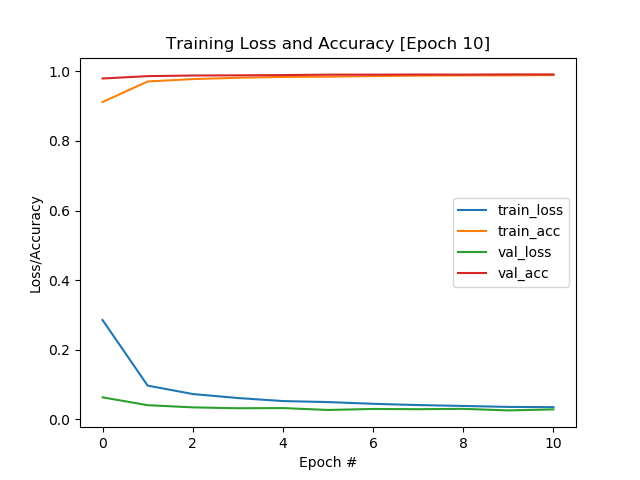 Training Loss and Accuracy [Epoch 10]
1.0
0.8
0.6
0.4
0.2
0.0
Loss/Accuracy
train_loss
train_acc
val_loss
val_acc
0 2 4 6 8 10
Epoch #